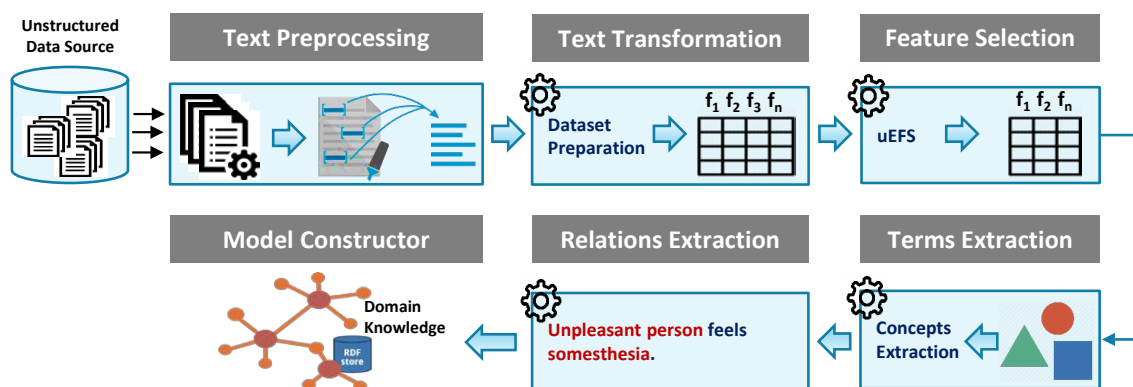 Unstructured
Data Source
Text Preprocessing
Text Transformation
Feature Selection
Dataset
Preparation
f1 f2 f3 fn
uEFS
f1 f2 fn
Model Constructor
Relations Extraction
Terms Extraction
Domain
Knowledge
RDF
store
Unpleasant person feels
somesthesia.
Concepts
Extraction